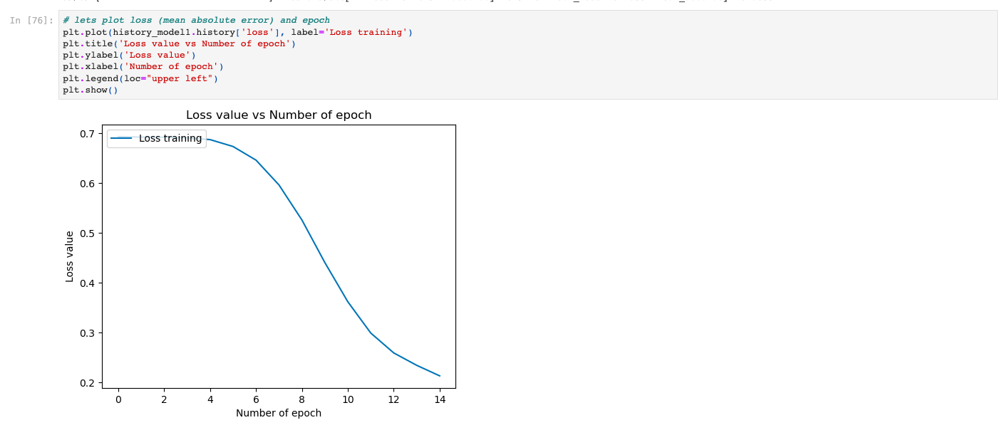 In [76]:
# lets plot loss (mean absolute error) and epoch
plt.plot(history_model1.history['loss'], label='Loss training')
plt.title('Loss value vs Number of epoch')
plt.ylabel('Loss value')
plt.xlabel('Number of epoch')
plt.legend(loc="upper left")
plt.show()
Loss value vs Number of epoch
Loss training
0.7
0.6
0.5
0.4
0.3
0.2
Loss value
0 2 4 6 8 10 12 14
Number of epoch